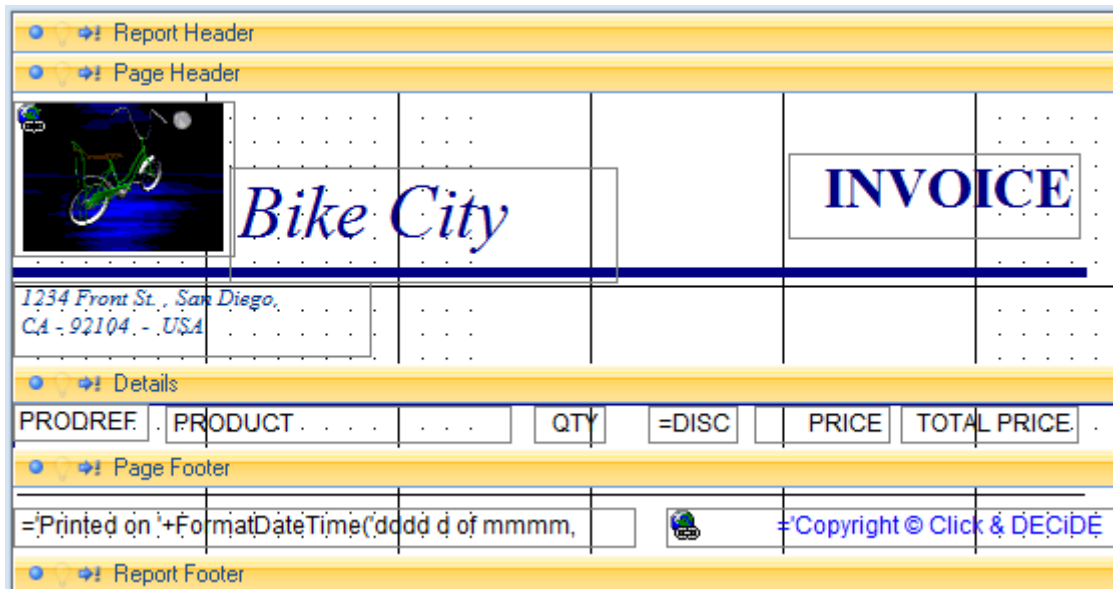 Report Header
Page Header
Bike City
INVOICE
1234 Front St. , San Diego,
CA - 92104 - USA
Details
PRODREF PRODUCT QTY =DISC PRICE TOTAL PRICE
Page Footer
='Printed on '+FormatDateTime('dddd d of mmmm, ='Copyright © Click & DECiDE
Report Footer